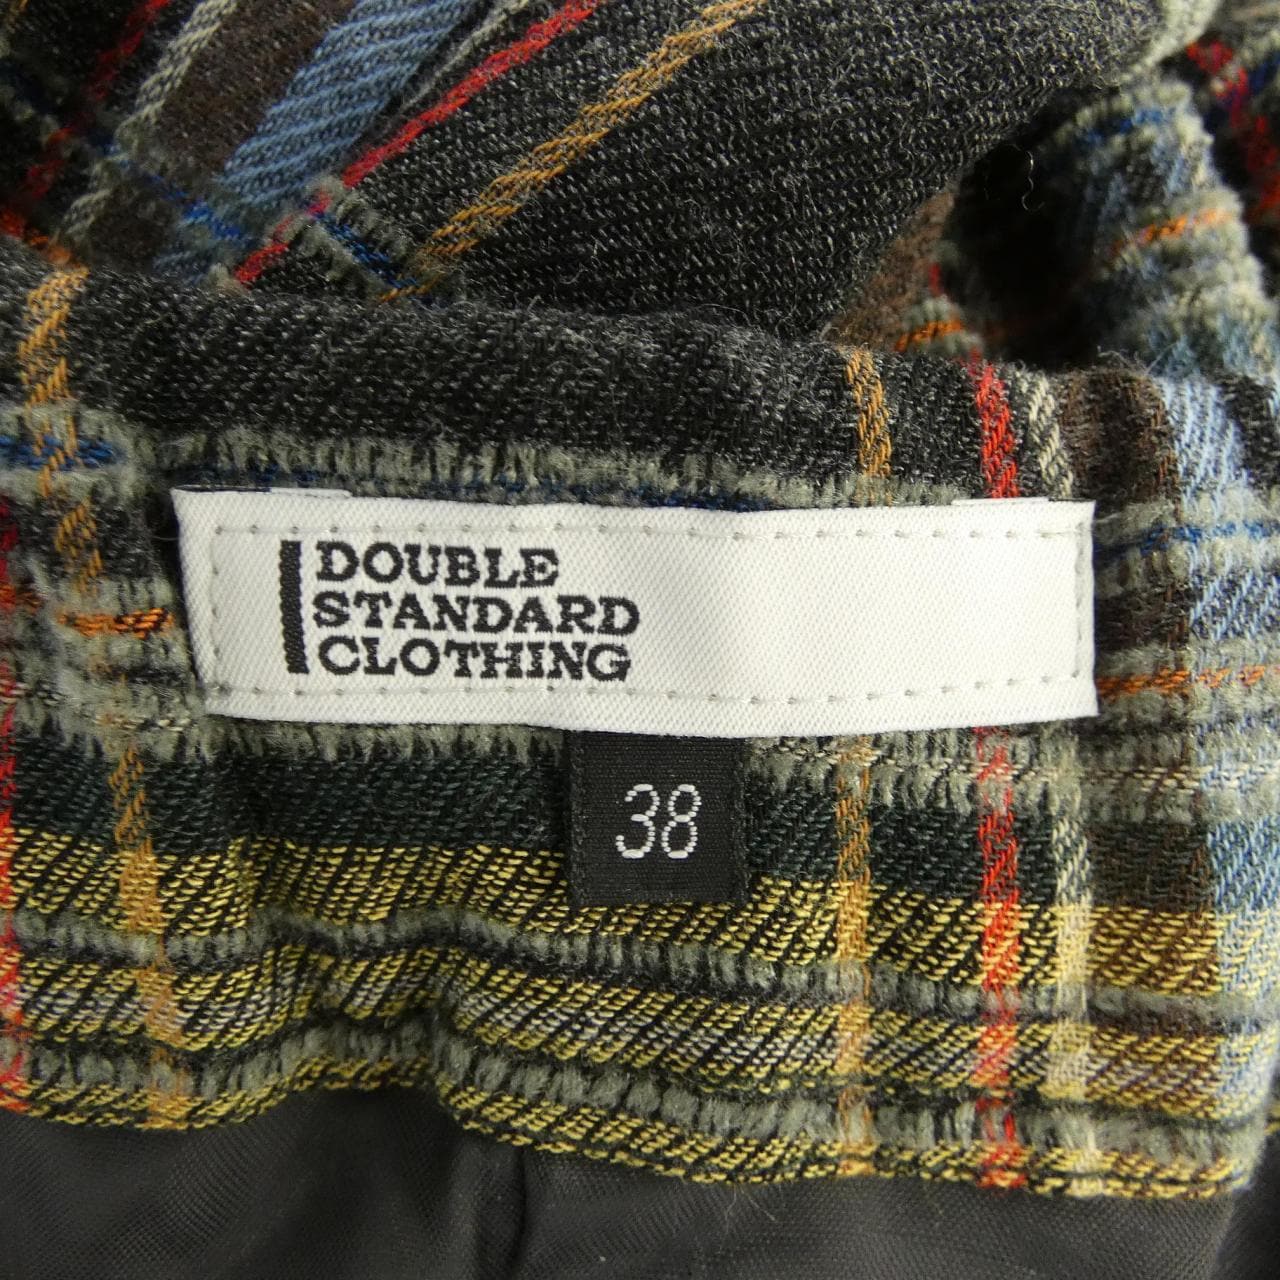 DOUBLE
STANDARD
CLOTHING
38